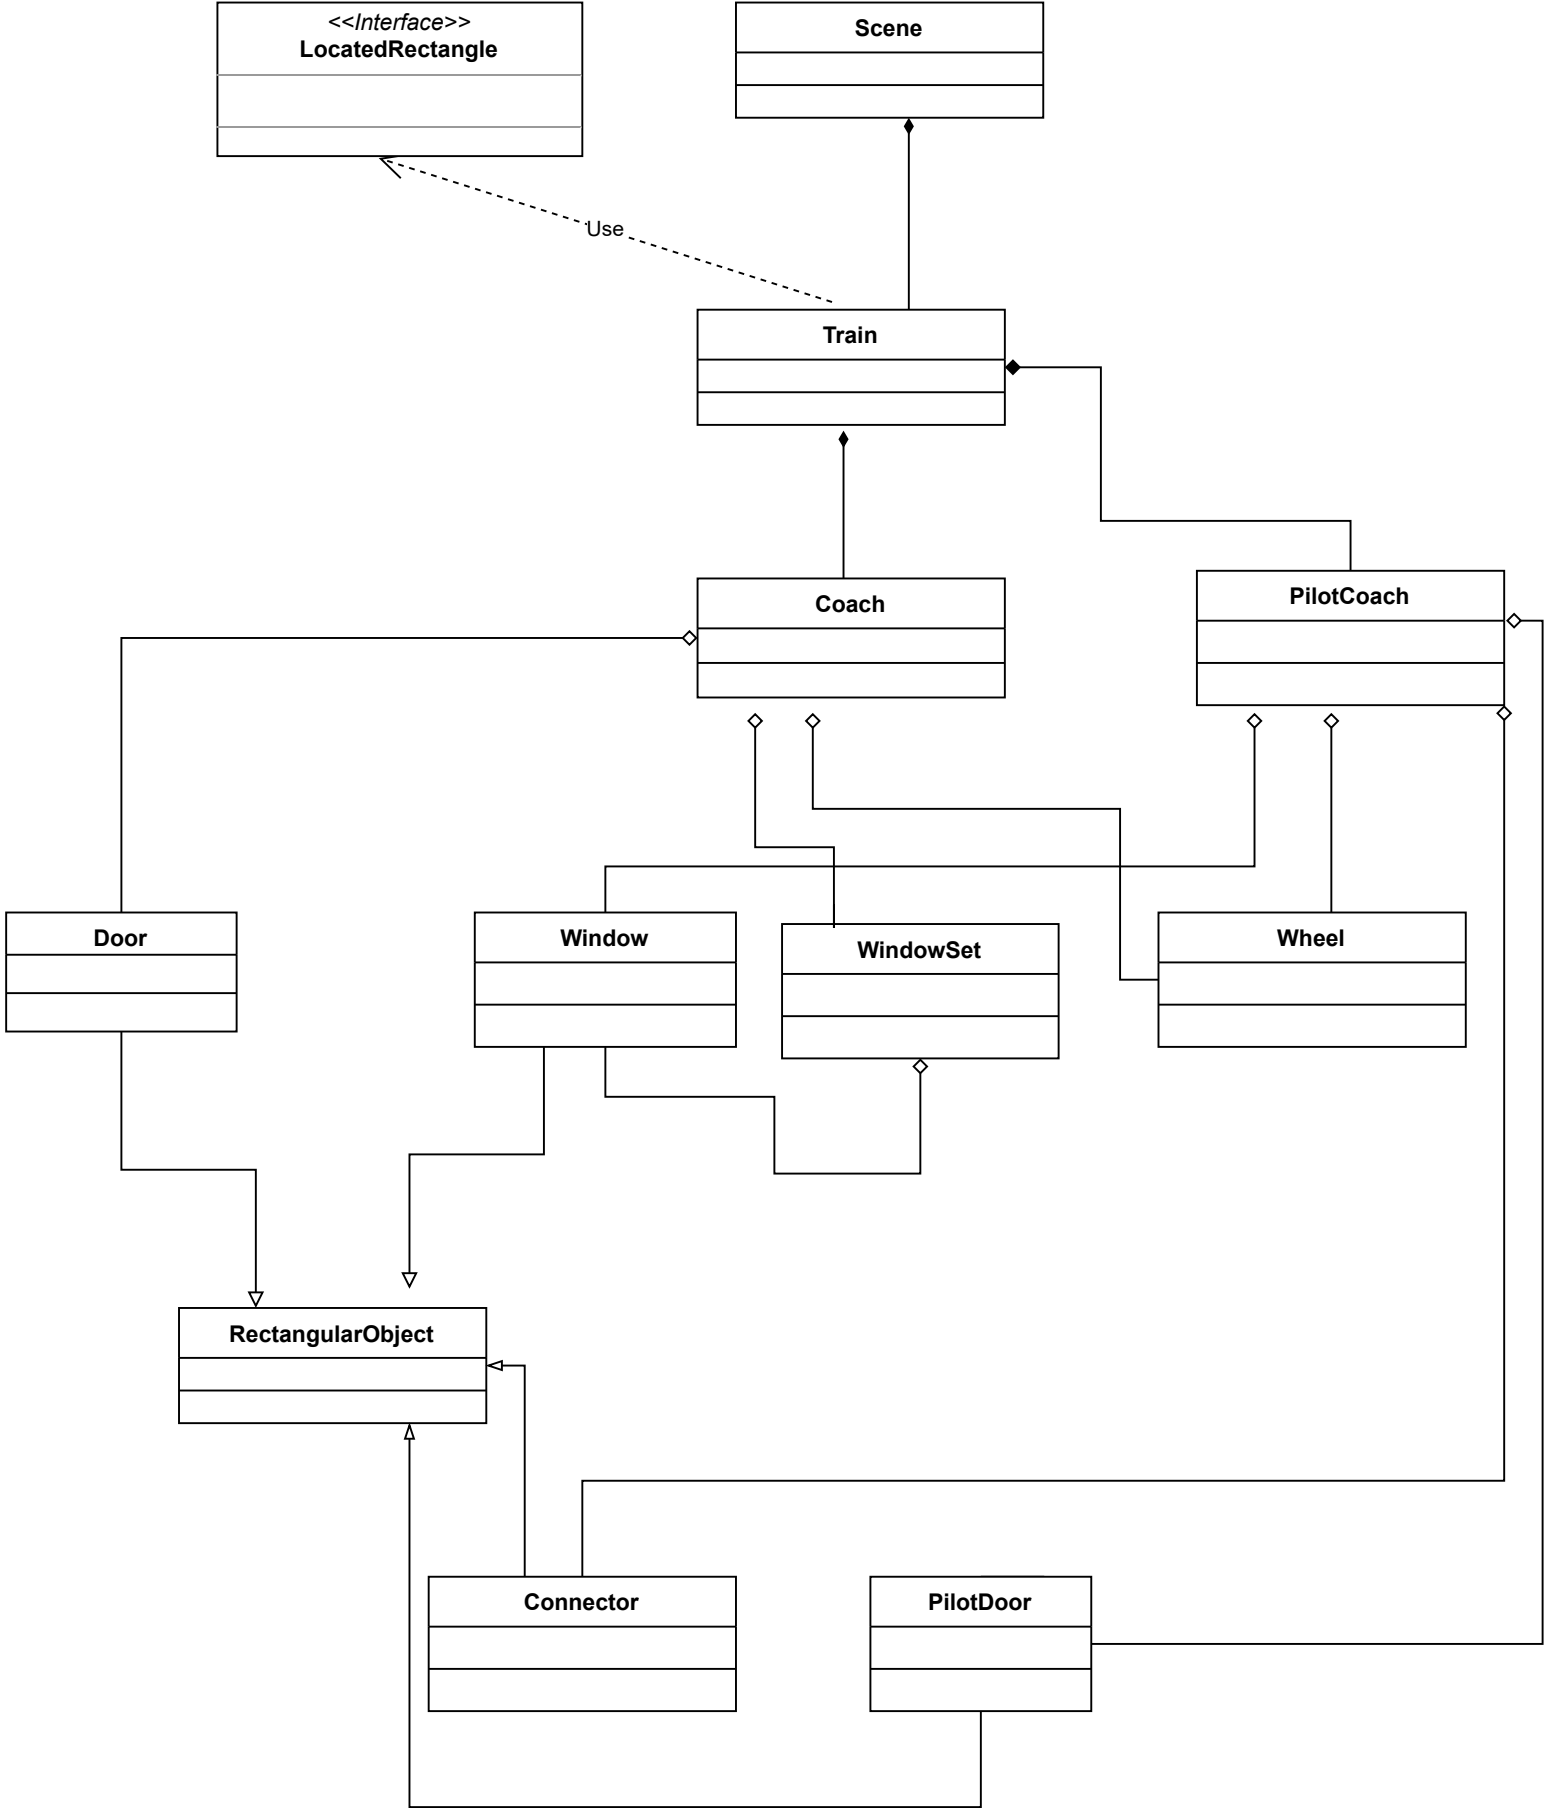 <<Interface>>
LocatedRectangle
Scene
Use
Train
Coach
PilotCoach
Door
Window
WindowSet
Wheel
RectangularObject
Connector
PilotDoor